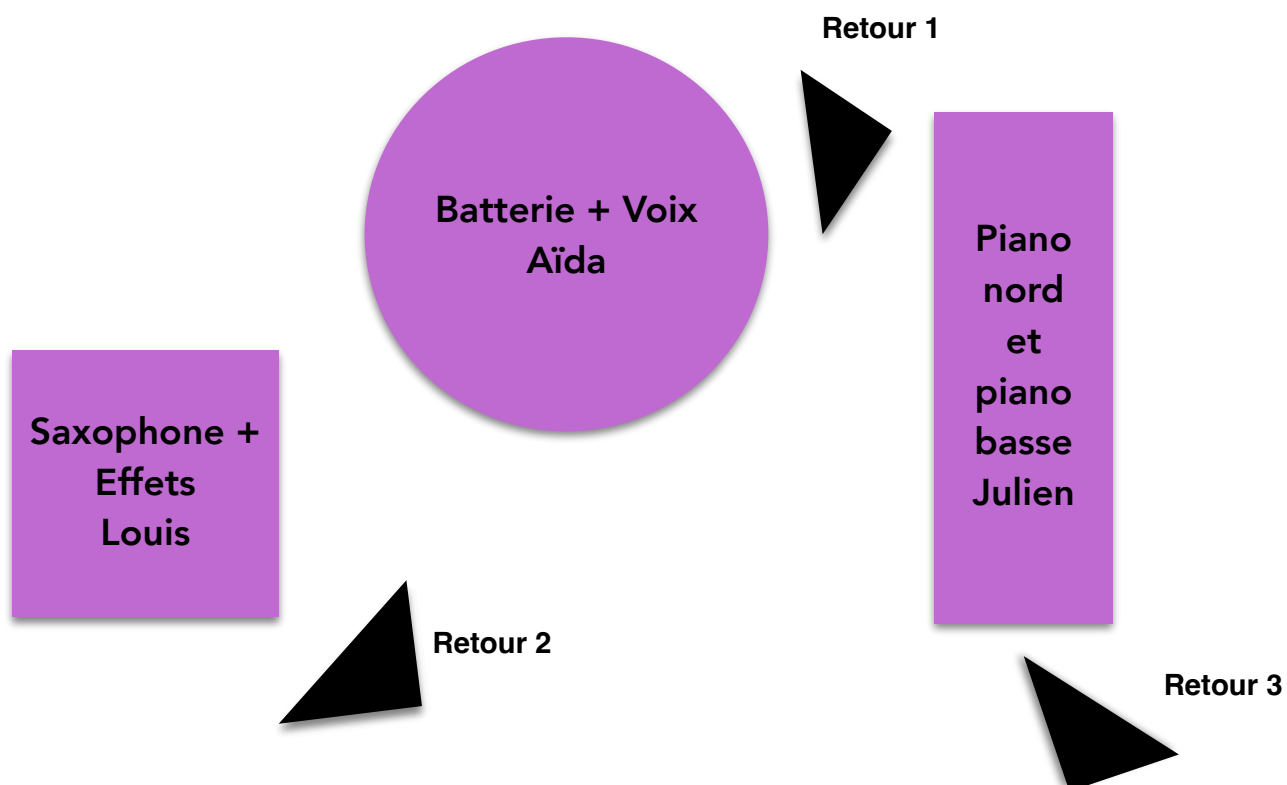 Retour 1
Batterie + Voix
Aïda
Piano
nord
et
piano
basse
Julien
Saxophone +
Effets
Louis
Retour 2
Retour 3